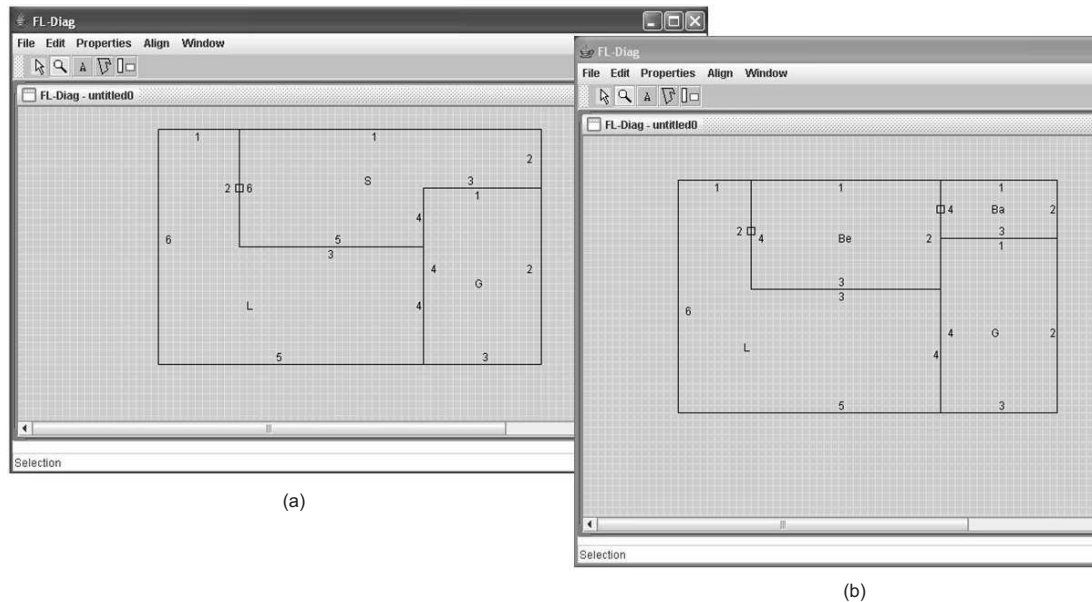 FL-Diag
File Edit Properties Align Window
A
FL-Diag - untitled0
1 1
2
2 6 S 3
1
4
6 5
3
4 2
G
L 4
5 3
Selection
(a)
FL-Diag
File Edit Properties Align Window
A
FL-Diag - untitled0
1 1 1
4 Ba 2
2 4 Be 2 3
1
3
3
6
4 G 2
L 4
5 3
Selection
(b)